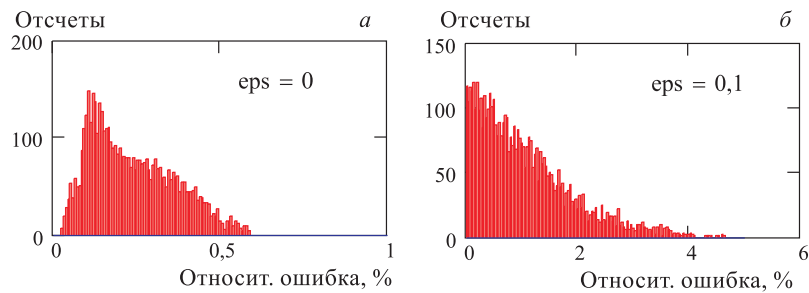 Отсчеты а
200
eps = 0
200
0
0 0,5 1
Относит. ошибка, %
Отсчеты б
150
eps = 0,1
100
50
0
0 2 4 6
Относит. ошибка, %